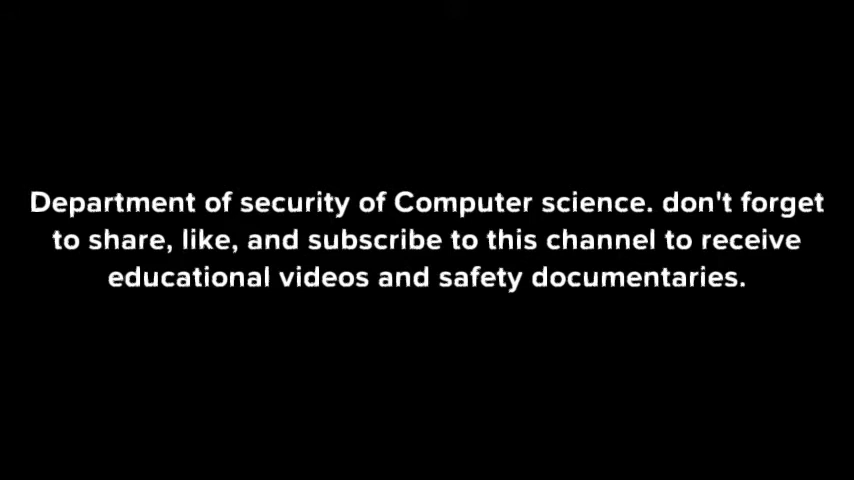 Department of security of Computer science. don't forget
to share, like, and subscribe to this channel to receive
educational videos and safety documentaries.